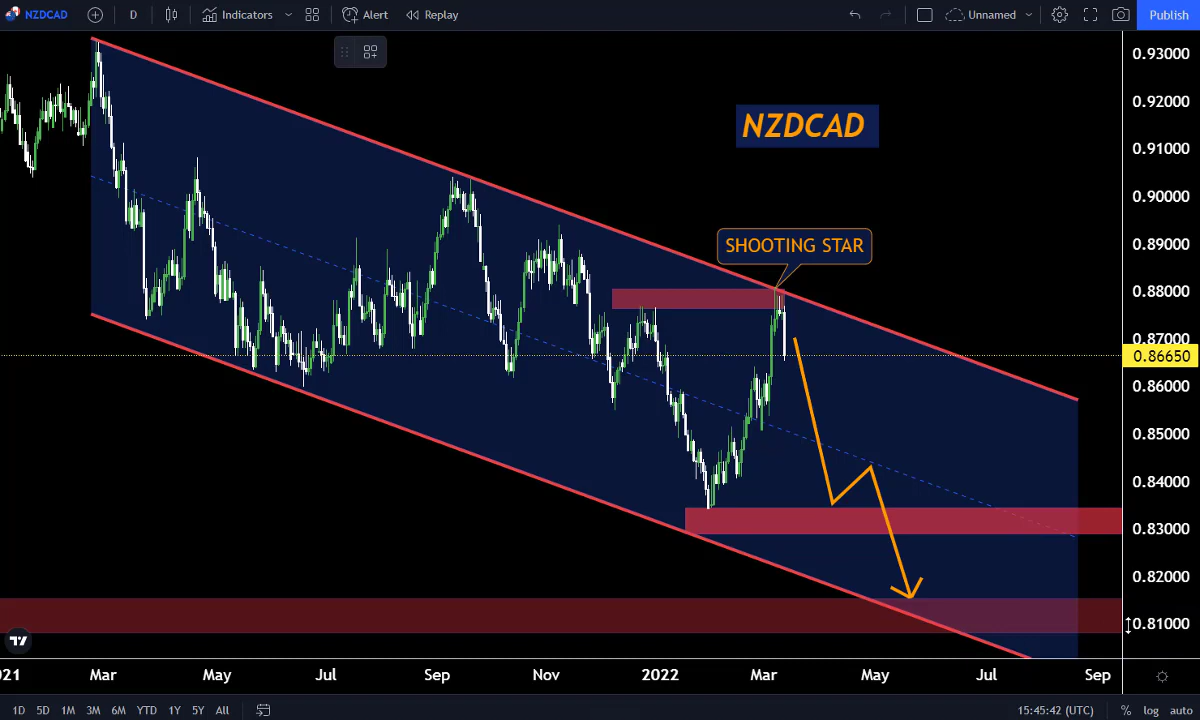 NZDCAD D Indicators Alert Replay Unnamed Publish
NZDCAD
SHOOTING STAR
0.93000
0.92000
0.91000
0.90000
0.89000
0.88000
0.87000
0.86650
0.86000
0.85000
0.84000
0.83000
0.82000
0.81000
021 Mar May Jul Sep Nov 2022 Mar May Jul Sep
1D 5D 1M 3M 6M YTD 1Y 5Y All 15:45:42 (UTC) % log auto